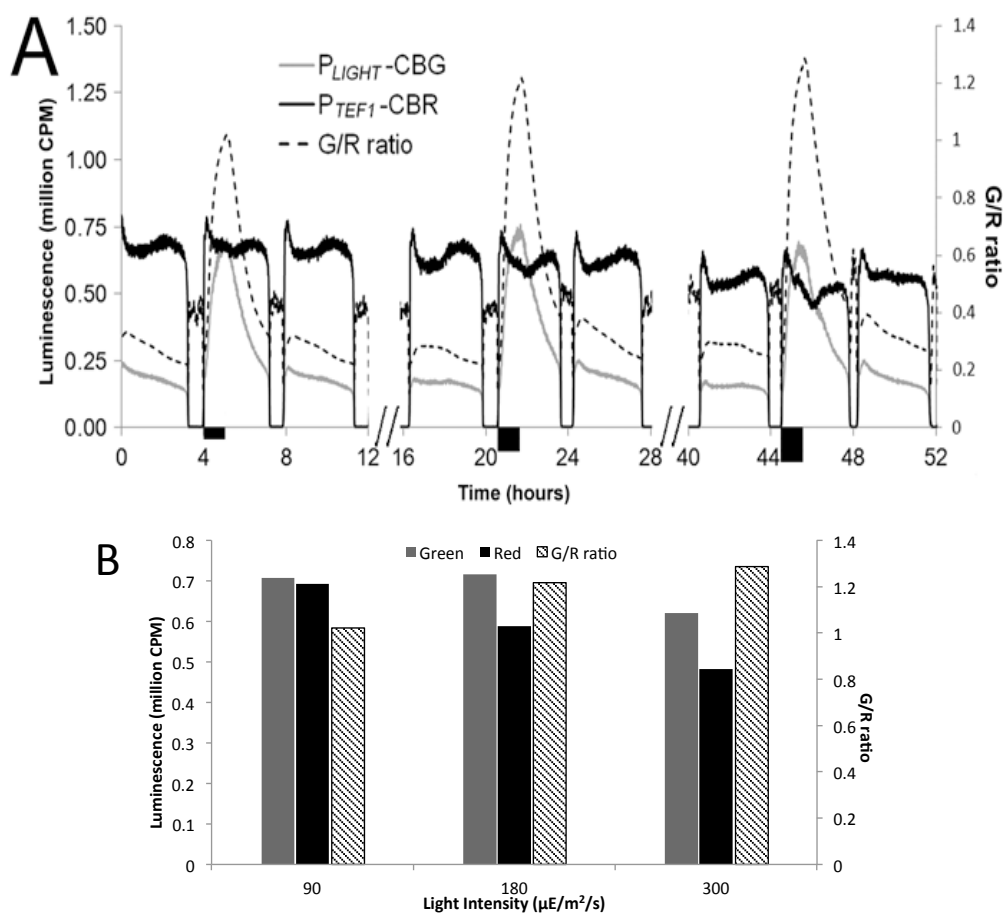 A
1.50
1.25
1.00
0.75
0.50
0.25
0.00
Luminescence (million CPM)
P_LIGHT-CBG
P_TEF1-CBR
G/R ratio
1.4
1.2
1
0.8
0.6
0.4
0.2
0
G/R ratio
0 4 8 12 16 20 24 28 40 44 48 52
Time (hours)
B
0.8
0.7
0.6
0.5
0.4
0.3
0.2
0.1
0
Luminescence (million CPM)
Green Red G/R ratio
1.4
1.2
1
0.8
0.6
0.4
0.2
0
G/R ratio
90 180 300
Light Intensity (µE/m²/s)